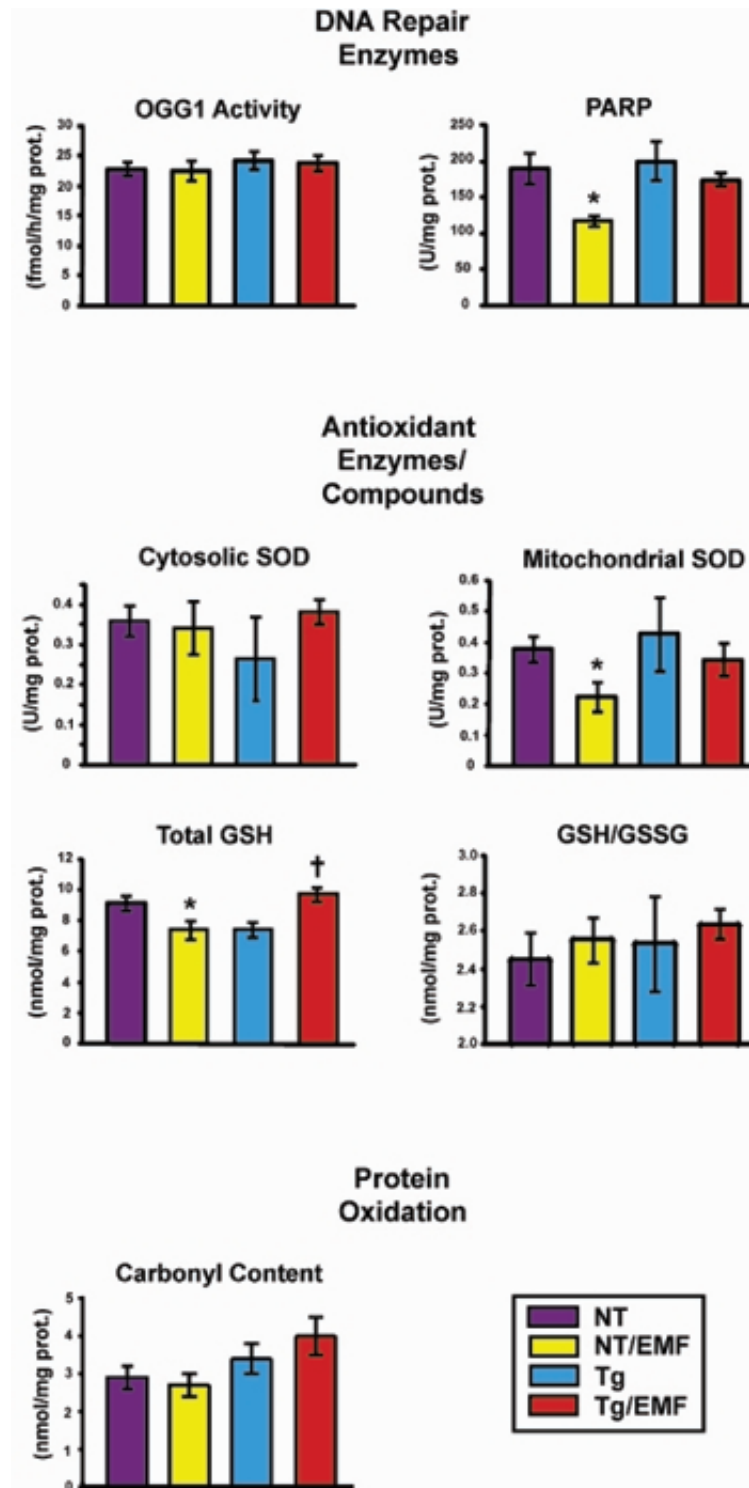 DNA Repair
Enzymes
OGG1 Activity
(fmol/h/mg prot.)
30
25
20
15
10
5
0
PARP
(U/mg prot.)
250
200
150
100
50
0
*
Antioxidant
Enzymes/
Compounds
Cytosolic SOD
(U/mg prot.)
0.4
0.3
0.2
0.1
0
Mitochondrial SOD
(U/mg prot.)
0.6
0.5
0.4
0.3
0.2
0.1
0
*
Total GSH
(nmol/mg prot.)
12
10
8
6
4
2
0
*
†
GSH/GSSG
(nmol/mg prot.)
3.0
2.8
2.6
2.4
2.2
2.0
Protein
Oxidation
Carbonyl Content
(nmol/mg prot.)
5
4
3
2
1
0
NT
NT/EMF
Tg
Tg/EMF